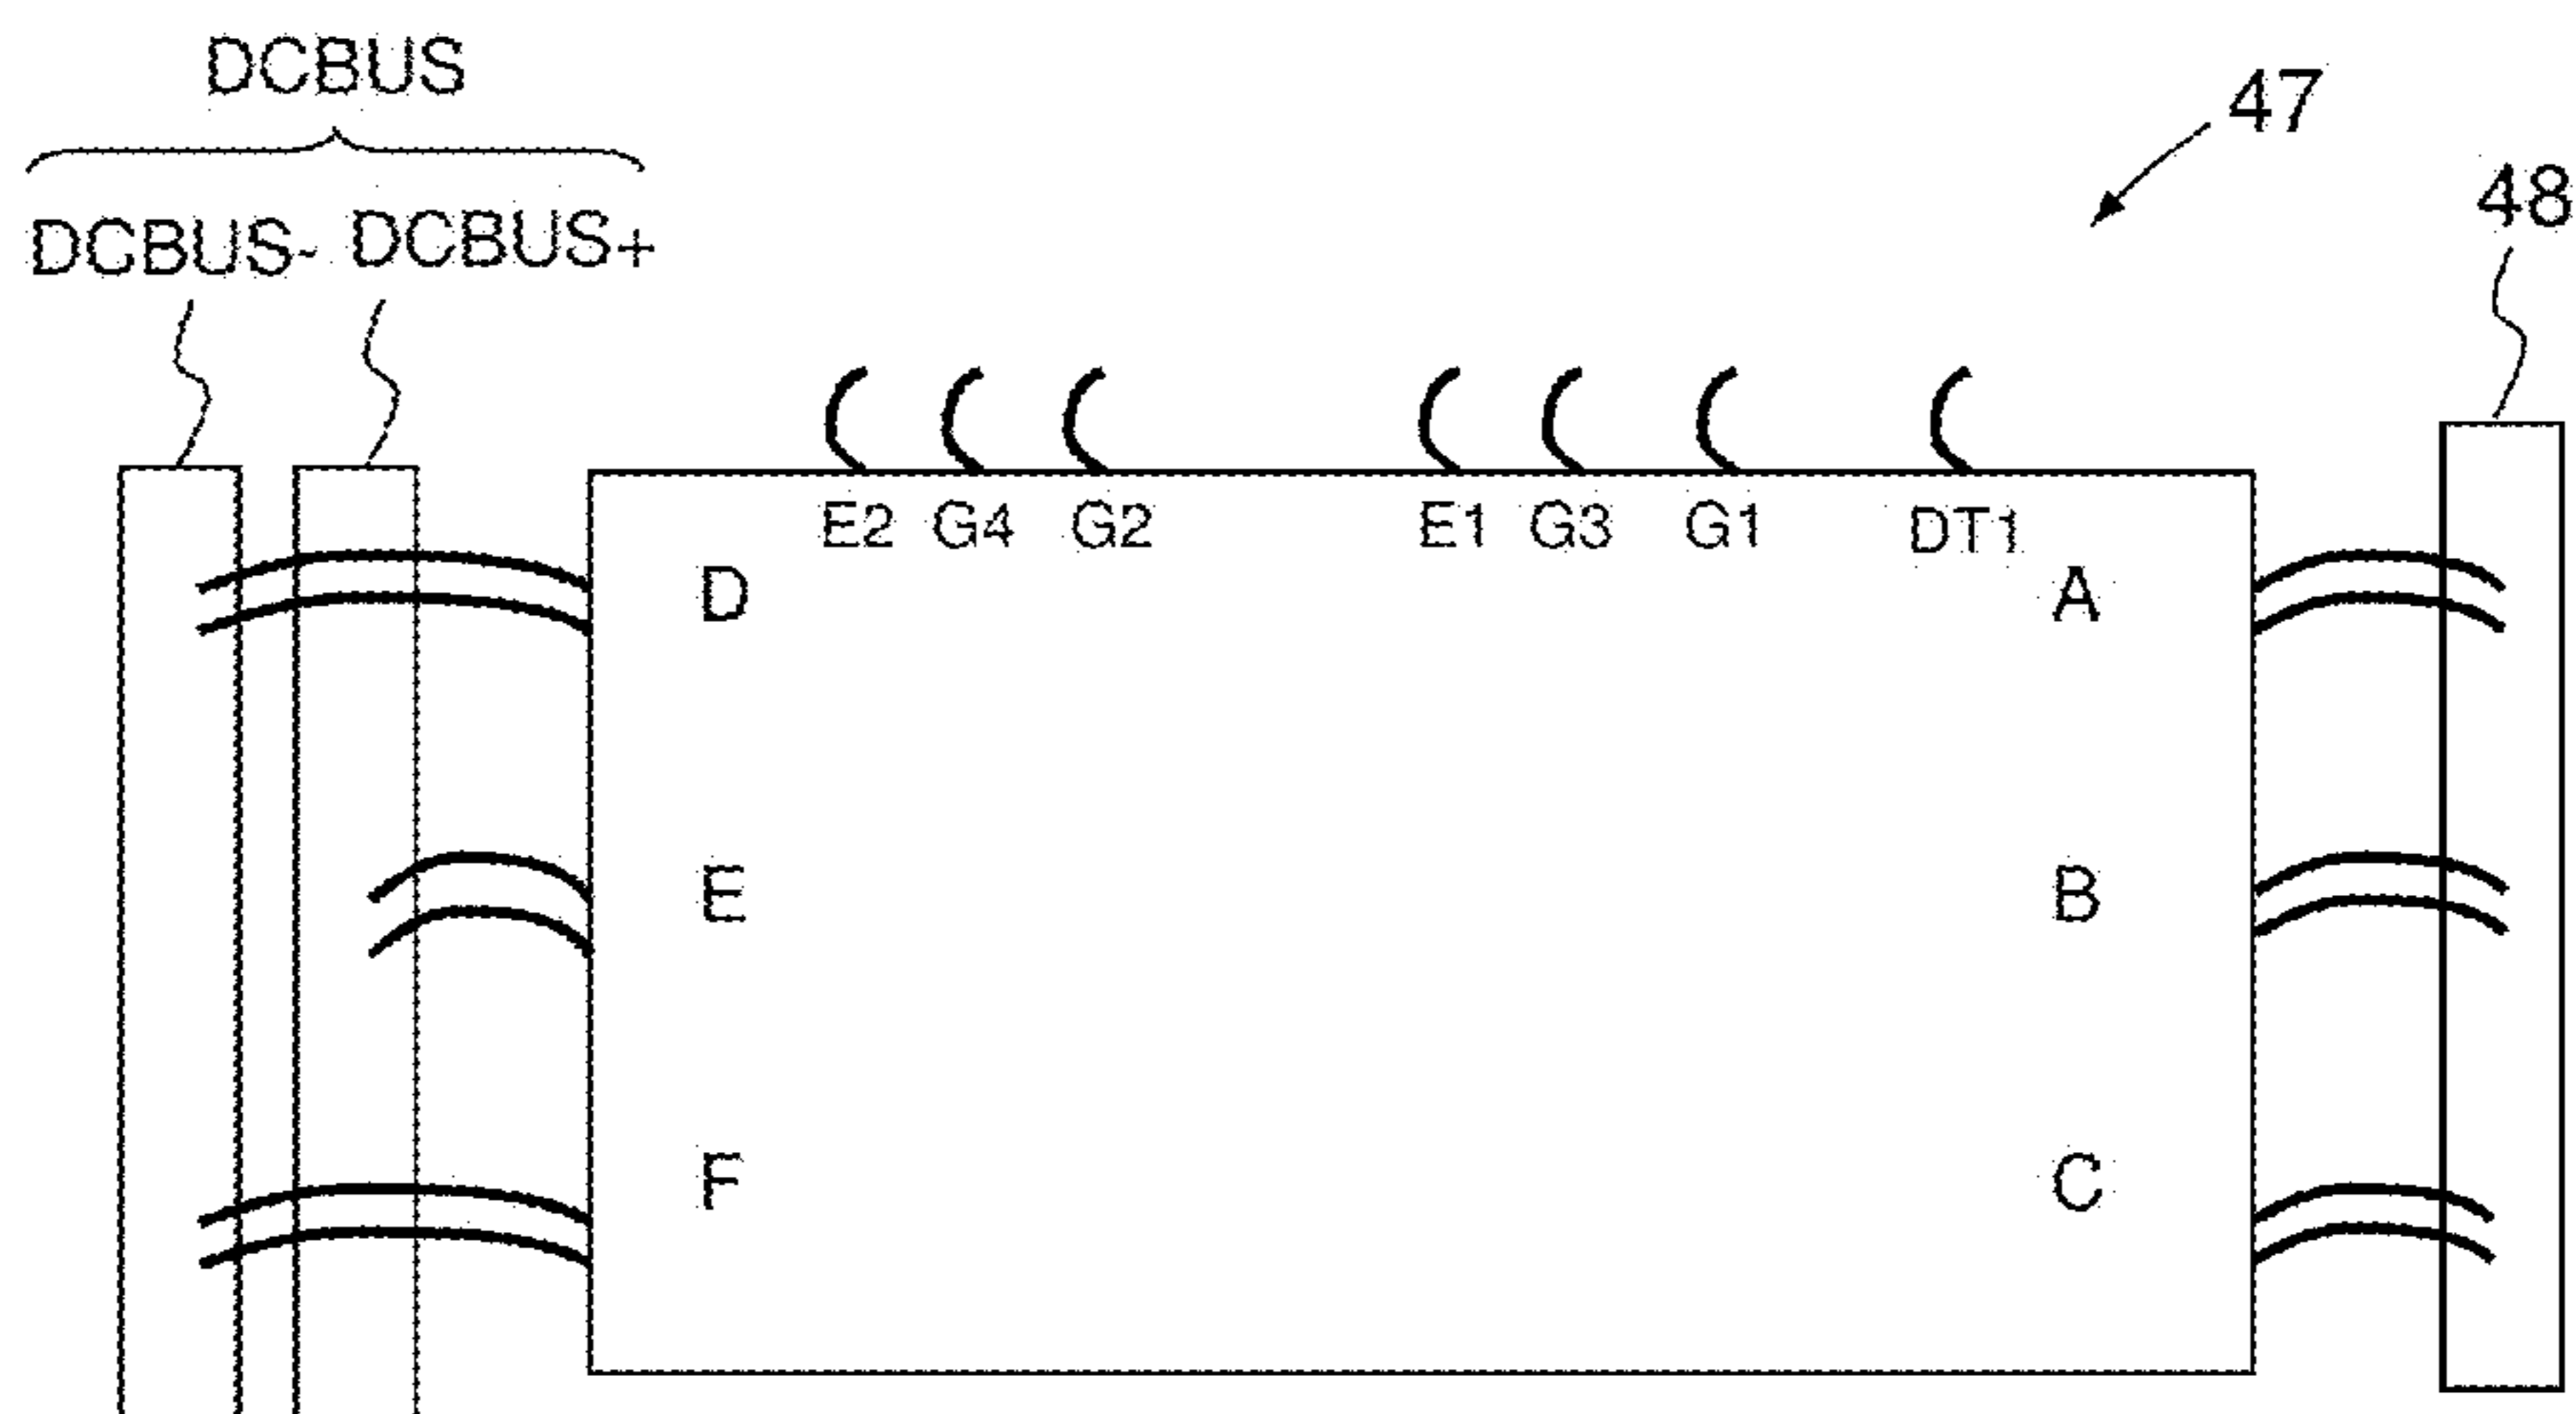 DCBUS
47
48
DCBUS- DCBUS+
E2 G4 G2 E1 G3 G1 DT1
D A
E B
F C